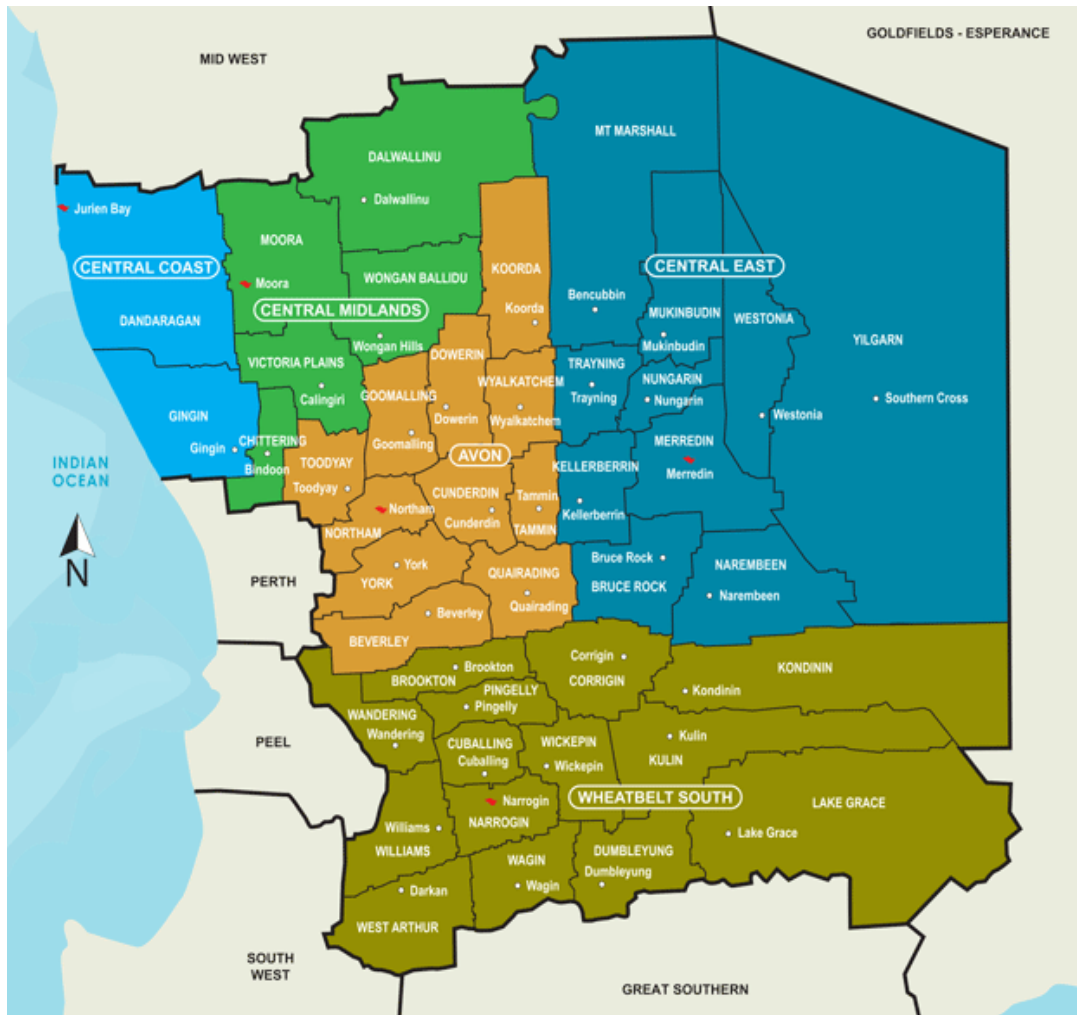 GOLDFIELDS - ESPERANCE
MID WEST
MT MARSHALL
DALWALLINU
Dalwallinu
Jurien Bay
MOORA
CENTRAL COAST
KOORDA
CENTRAL EAST
WONGAN BALLIDU
Moora
Bencubbin
CENTRAL MIDLANDS
Koorda
MUKINBUDIN
WESTONIA
DANDARAGAN
YILGARN
Wongan Hills
Mukinbudin
DOWERIN
VICTORIA PLAINS
TRAYNING
NUNGARIN
WYALKATCHEM
GOOMALLING
Calingiri
Trayning
Nungarin
Southern Cross
GINGIN
Dowerin
Wyalkatchem
Westonia
CHITTERING
Goomalling
MERREDIN
Gingin
AVON
INDIAN
OCEAN
Bindoon
TOODYAY
KELLERBERRIN
Merredin
Toodyay
CUNDERDIN
Tammin
Northam
Kellerberrin
Cunderdin
NORTHAM
TAMMIN
N
York
Bruce Rock
NAREMBEEN
QUAIRADING
PERTH
YORK
BRUCE ROCK
Narembeen
Quairading
Beverley
BEVERLEY
Corrigin
Brookton
KONDININ
BROOKTON
CORRIGIN
PINGELLY
Kondinin
Pingelly
WANDERING
Wandering
PEEL
CUBALLING
WICKEPIN
Kulin
Cuballing
Wickepin
KULIN
WHEATBELT SOUTH
Narrogin
LAKE GRACE
NARROGIN
Williams
Lake Grace
WILLIAMS
DUMBLEYUNG
WAGIN
Dumbleyung
Darkan
Wagin
WEST ARTHUR
SOUTH
WEST
GREAT SOUTHERN